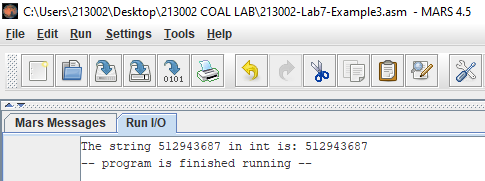 C:\Users\213002\Desktop\213002 COAL LAB\213002-Lab7-Example3.asm - MARS 4.5
File Edit Run Settings Tools Help
0101
Mars Messages Run I/O
The string 512943687 in int is: 512943687
-- program is finished running --